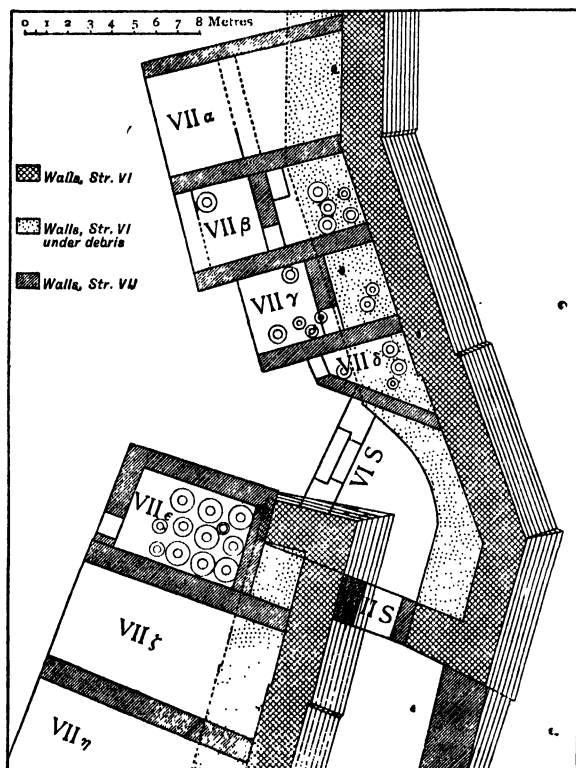 0 1 2 3 4 5 6 7 8 Metres
VII α
Walls, Str. VI
Walls, Str. VI
under debris
VII β
Walls, Str. VII
VII γ
VII δ
VI S
VII ε
II S
VII ζ
VII η